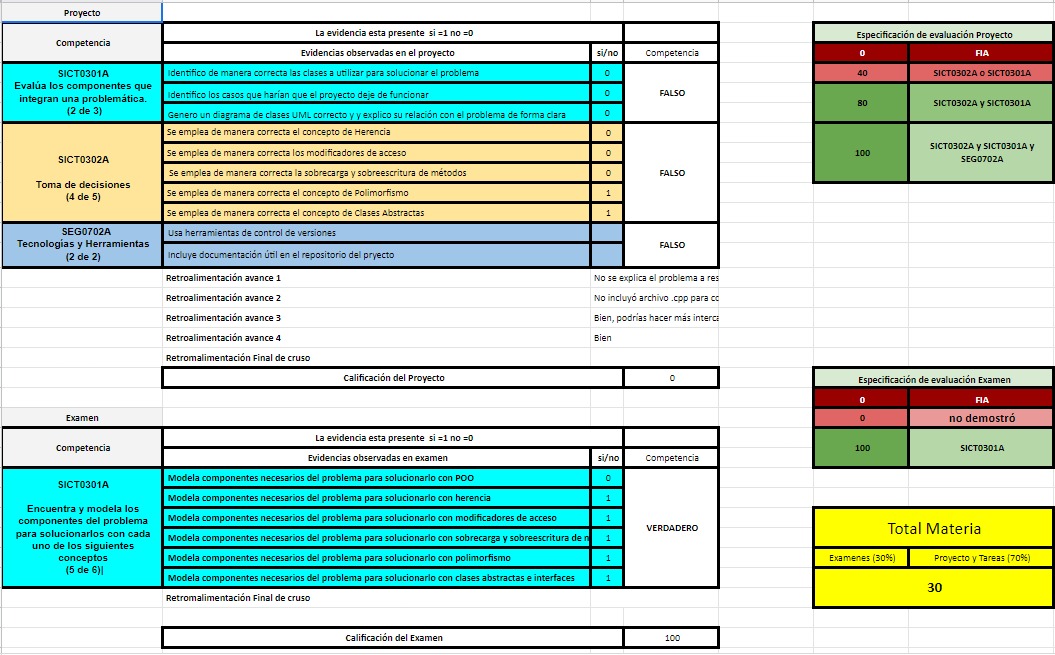 Proyecto
Competencia
La evidencia esta presente si =1 no =0
Evidencias observadas en el proyecto si/no Competencia
SICT0301A
Evalúa los componentes que
integran una problemática.
(2 de 3)
Identifico de manera correcta las clases a utilizar para solucionar el problema 0
Identifico los casos que harían que el proyecto deje de funcionar 0
Genero un diagrama de clases UML correcto y y explico su relación con el problema de forma clara 0
FALSO
SICT0302A
Toma de decisiones
(4 de 5)
Se emplea de manera correcta el concepto de Herencia 0
Se emplea de manera correcta los modificadores de acceso 0
Se emplea de manera correcta la sobrecarga y sobreescritura de métodos 0
Se emplea de manera correcta el concepto de Polimorfismo 1
Se emplea de manera correcta el concepto de Clases Abstractas 1
FALSO
SEG0702A
Tecnologías y Herramientas
(2 de 2)
Usa herramientas de control de versiones
Incluye documentación útil en el repositorio del pryecto
FALSO
Retroalimentación avance 1 No se explica el problema a res
Retroalimentación avance 2 No incluyó archivo .cpp para co
Retroalimentación avance 3 Bien, podrías hacer más interca
Retroalimentación avance 4 Bien
Retromalimentación Final de cruso
Calificación del Proyecto 0
Especificación de evaluación Proyecto
0 FIA
40 SICT0302A o SICT0301A
80 SICT0302A y SICT0301A
100 SICT0302A y SICT0301A y
SEG0702A
Examen
Competencia
La evidencia esta presente si =1 no =0
Evidencias observadas en examen si/no Competencia
SICT0301A
Encuentra y modela los
componentes del problema
para solucionarlos con cada
uno de los siguientes
conceptos
(5 de 6)|
Modela componentes necesarios del problema para solucionarlo con POO 0
Modela componentes necesarios del problema para solucionarlo con herencia 1
Modela componentes necesarios del problema para solucionarlo con modificadores de acceso 1
Modela componentes necesarios del problema para solucionarlo con sobrecarga y sobreescritura de m 1
Modela componentes necesarios del problema para solucionarlo con polimorfismo 1
Modela componentes necesarios del problema para solucionarlo con clases abstractas e interfaces 1
VERDADERO
Retroalimentación Final de cruso
Calificación del Examen 100
Especificación de evaluación Examen
0 FIA
0 no demostró
100 SICT0301A
Total Materia
Examenes (30%) Proyecto y Tareas (70%)
30